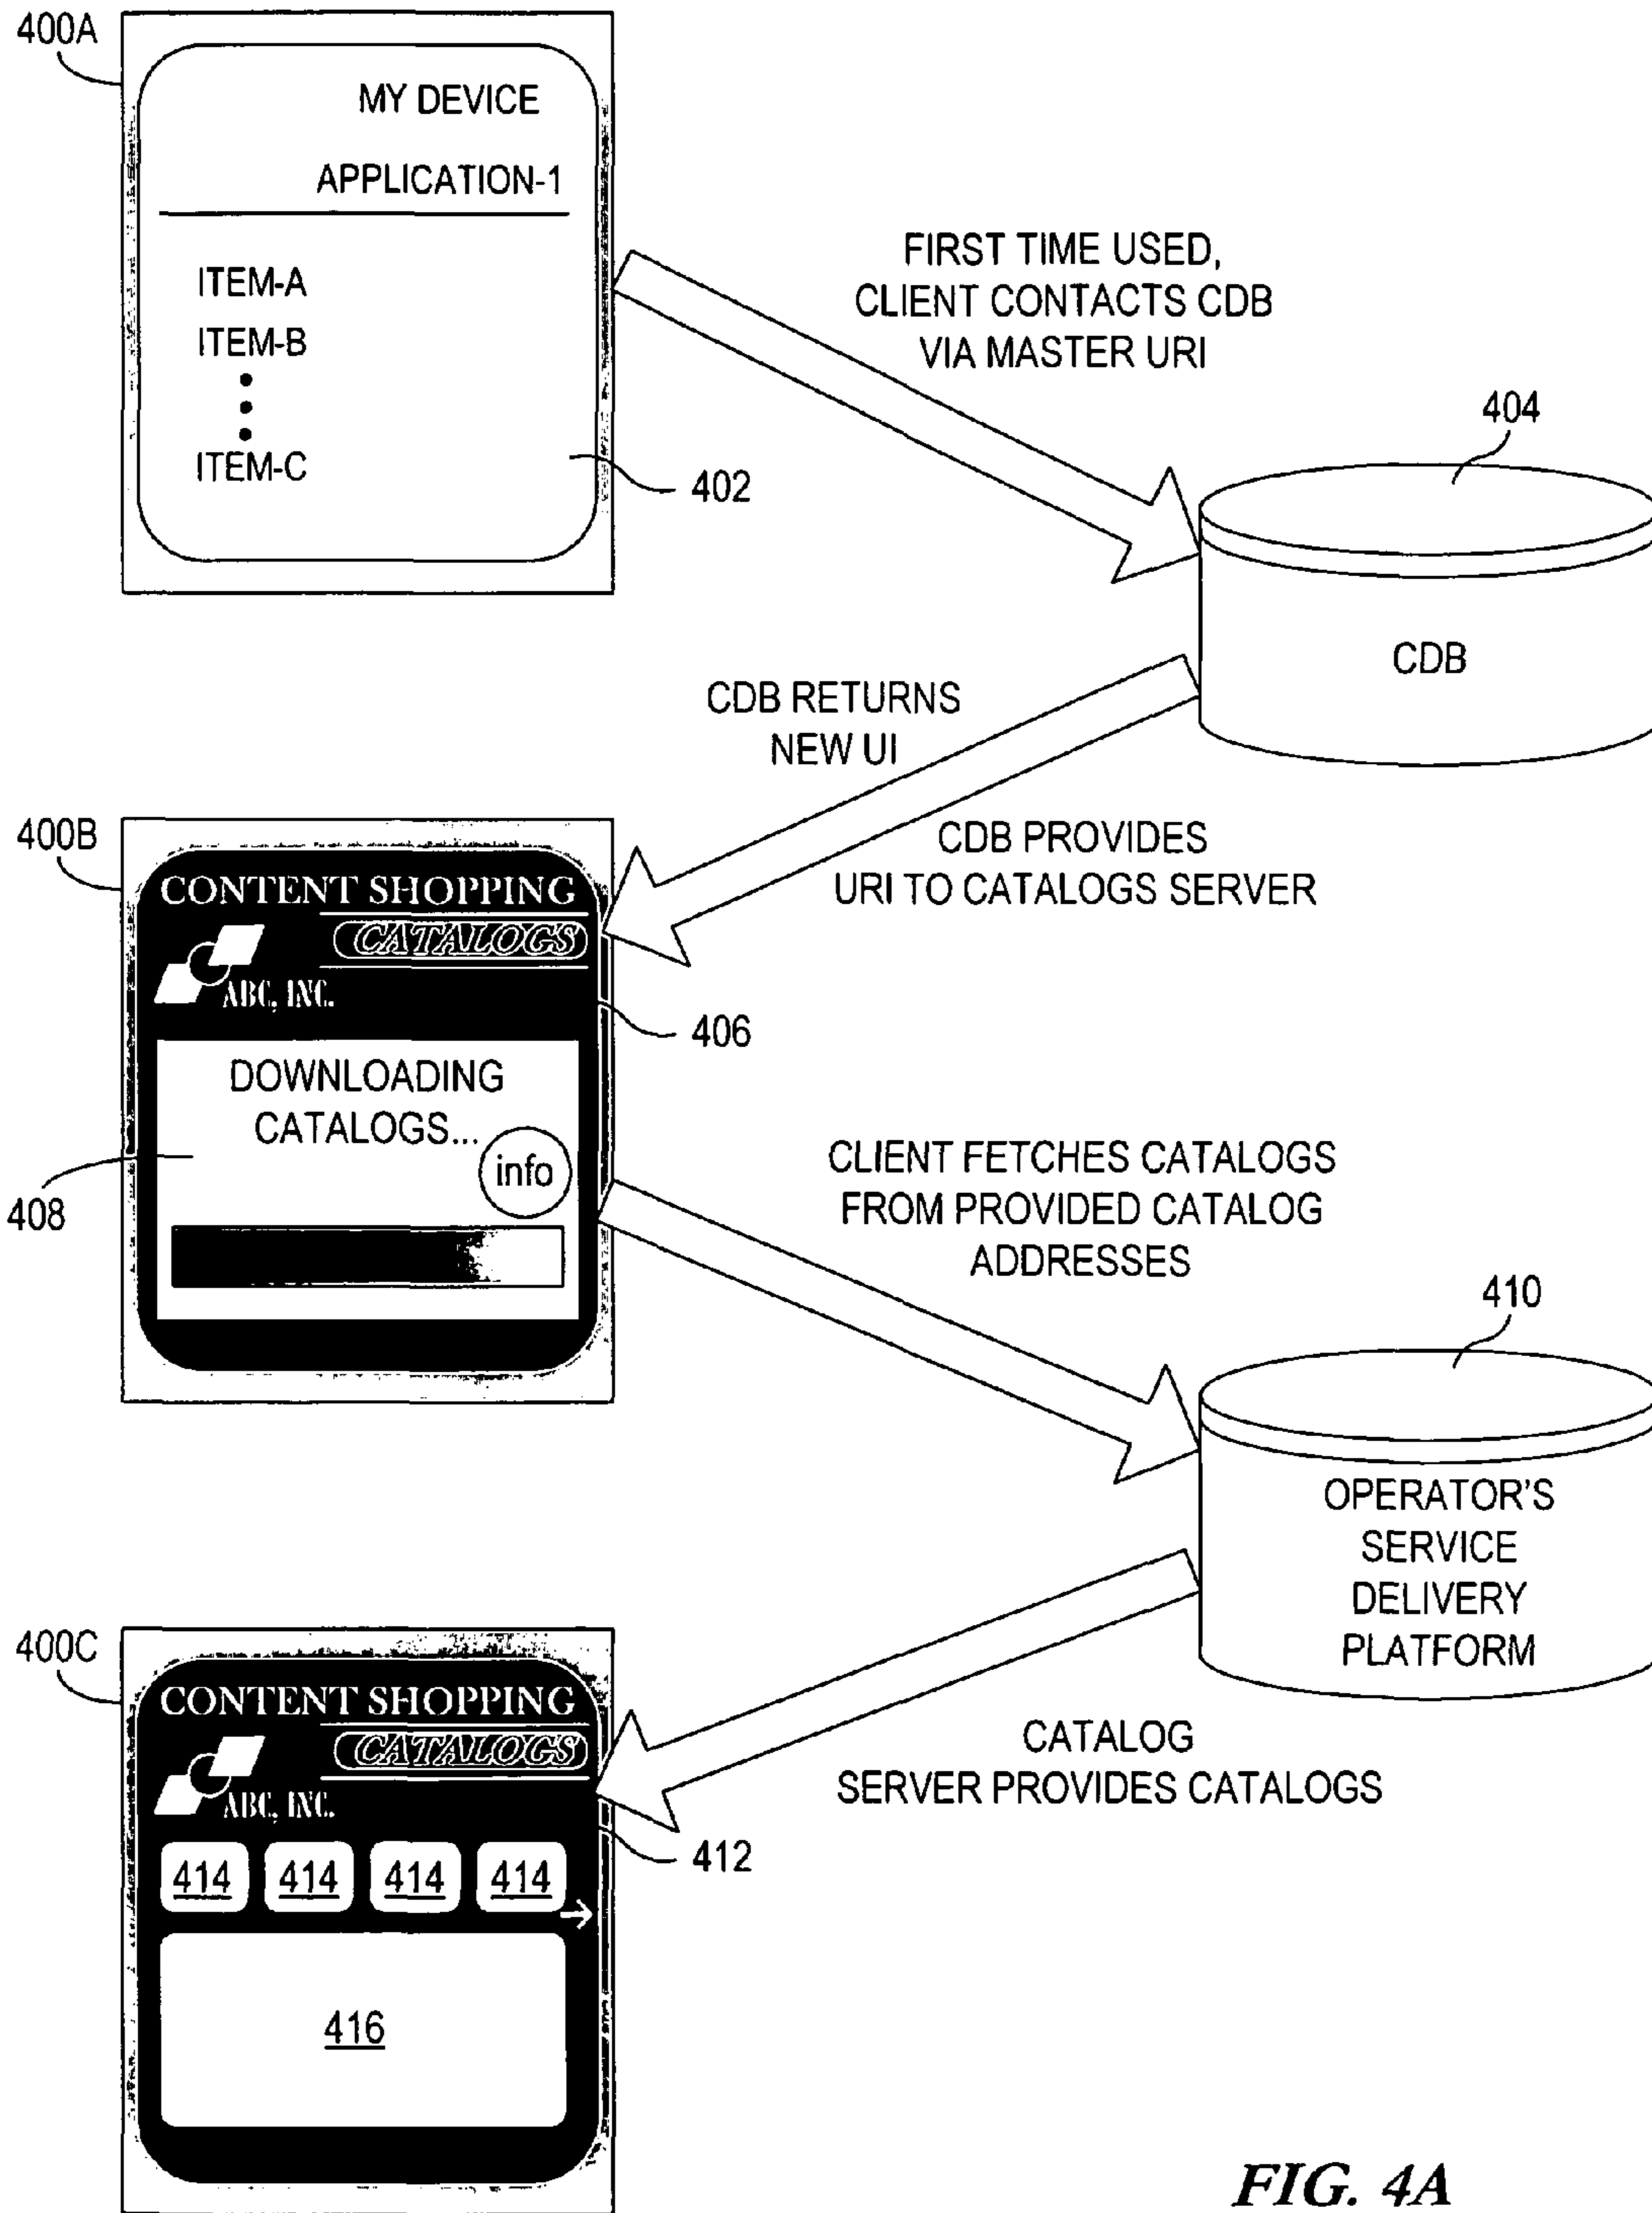 400A
MY DEVICE
APPLICATION-1
ITEM-A
ITEM-B
ITEM-C
402
FIRST TIME USED,
CLIENT CONTACTS CDB
VIA MASTER URI
404
CDB
CDB RETURNS
NEW UI
CDB PROVIDES
URI TO CATALOGS SERVER
400B
CONTENT SHOPPING
CATALOGS
ABC, INC.
406
DOWNLOADING
CATALOGS...
info
408
CLIENT FETCHES CATALOGS
FROM PROVIDED CATALOG
ADDRESSES
410
OPERATOR'S
SERVICE
DELIVERY
PLATFORM
CATALOG
SERVER PROVIDES CATALOGS
400C
CONTENT SHOPPING
CATALOGS
ABC, INC.
412
414 414 414 414
416
FIG. 4A